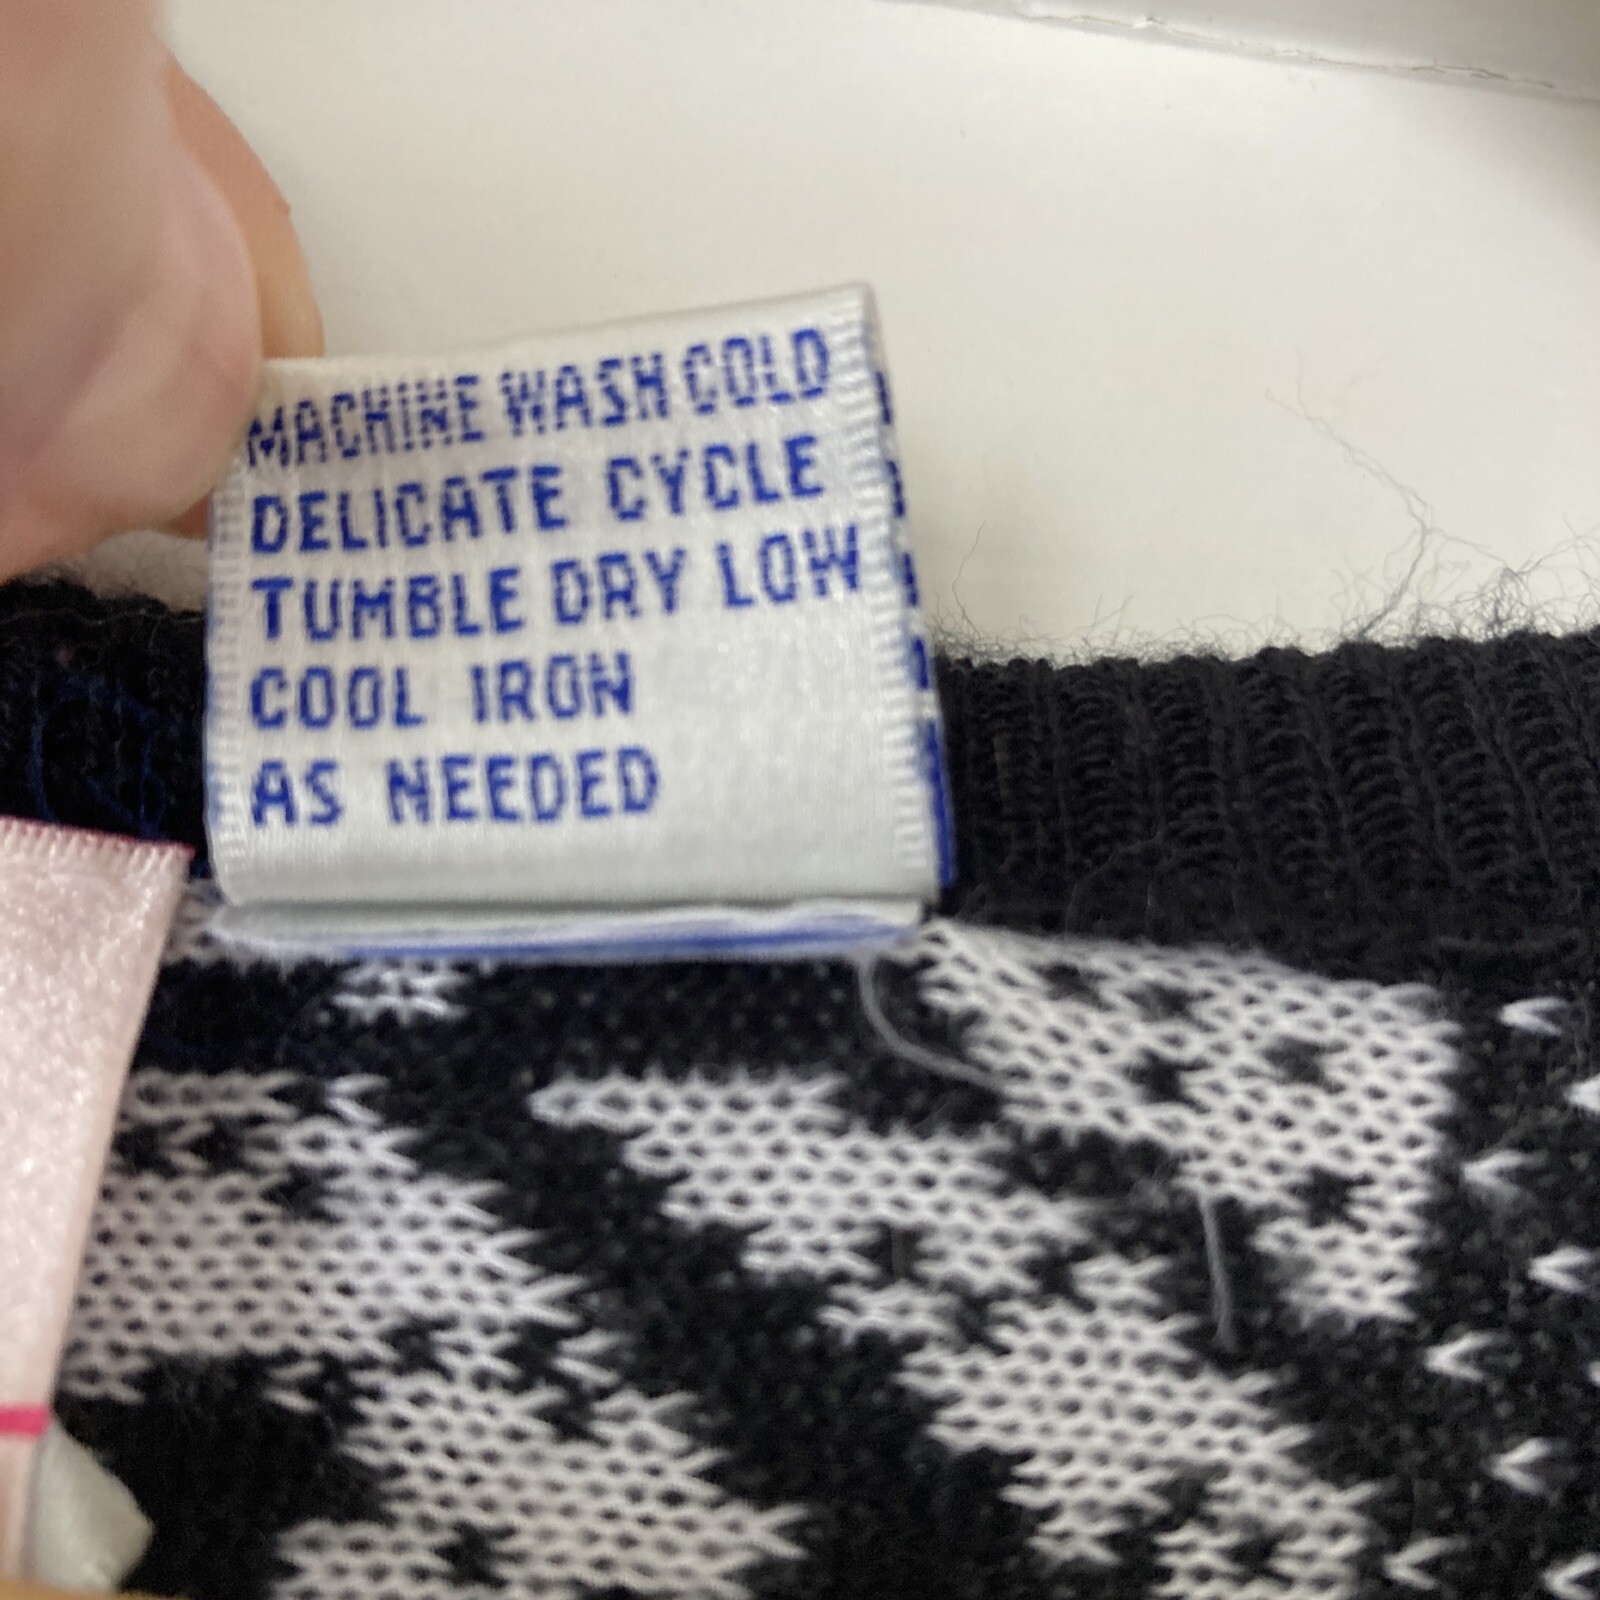 MACHINE WASH COLD
DELICATE CYCLE
TUMBLE DRY LOW
COOL IRON
AS NEEDED